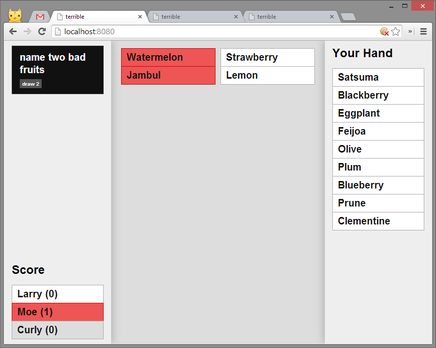 terrible
terrible
terrible
localhost:8080
name two bad
fruits
draw 2
Watermelon
Jambul
Strawberry
Lemon
Your Hand
Satsuma
Blackberry
Eggplant
Feijoa
Olive
Plum
Blueberry
Prune
Clementine
Score
Larry (0)
Moe (1)
Curly (0)